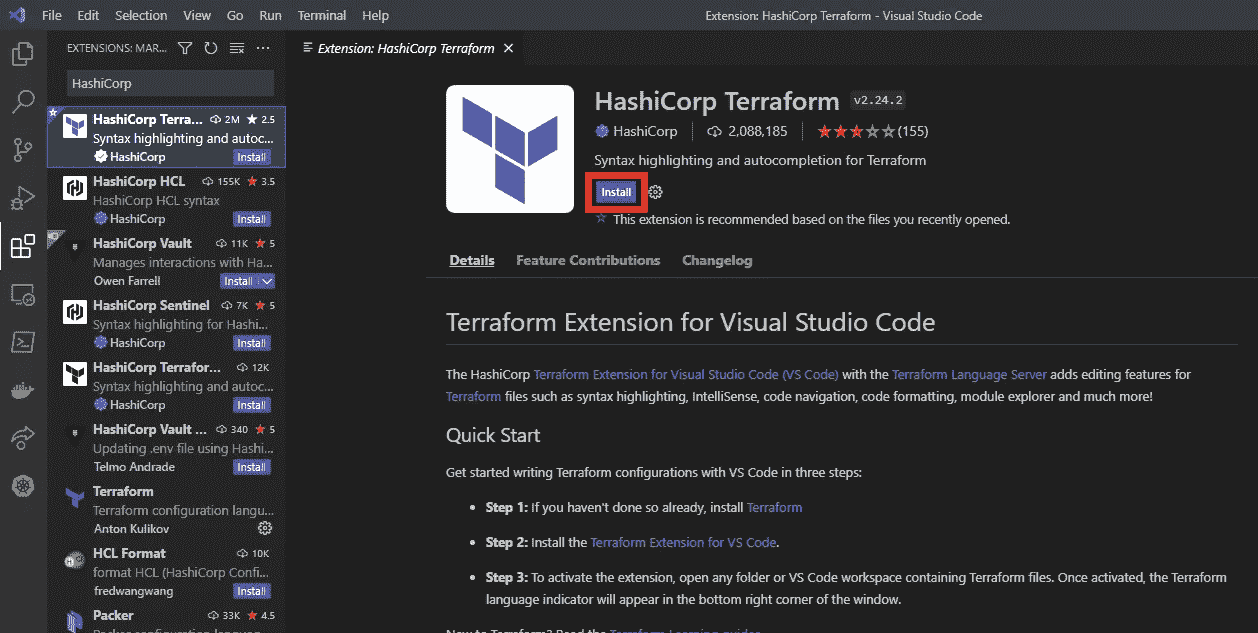 File Edit Selection View Go Run Terminal Help
Extension: HashiCorp Terraform - Visual Studio Code
EXTENSIONS: MAR...
Extension: HashiCorp Terraform
HashiCorp
HashiCorp Terra... 2M 2.5
Syntax highlighting and autoc...
HashiCorp Install
HashiCorp HCL 155K 3.5
HashiCorp HCL syntax
HashiCorp Install
HashiCorp Vault 11K 5
Manages interactions with Ha...
Owen Farrell Install
HashiCorp Sentinel 7K 5
Syntax highlighting for Hashi...
HashiCorp Install
HashiCorp Terrafor... 12K
Syntax highlighting and autoc...
HashiCorp Install
HashiCorp Vault ... 340 5
Updating .env file using Hashi...
Telmo Andrade Install
Terraform
Terraform configuration langu...
Anton Kulikov
HCL Format 10K
format HCL (HashiCorp Confi...
fredwangwang Install
Packer 33K 4.5
Packer configuration language
HashiCorp Terraform v2.24.2
HashiCorp 2,088,185 (155)
Syntax highlighting and autocompletion for Terraform
Install
This extension is recommended based on the files you recently opened.
Details Feature Contributions Changelog
Terraform Extension for Visual Studio Code
The HashiCorp Terraform Extension for Visual Studio Code (VS Code) with the Terraform Language Server adds editing features for
Terraform files such as syntax highlighting, IntelliSense, code navigation, code formatting, module explorer and much more!
Quick Start
Get started writing Terraform configurations with VS Code in three steps:
• Step 1: If you haven't done so already, install Terraform
• Step 2: Install the Terraform Extension for VS Code.
• Step 3: To activate the extension, open any folder or VS Code workspace containing Terraform files. Once activated, the Terraform
language indicator will appear in the bottom right corner of the window.
New to Terraform? Read the Terraform Learning guides